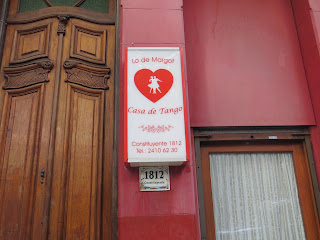 Lo de Margot
Casa de Tango
Constituyente 1812
Tel.: 2410 62 30
1812